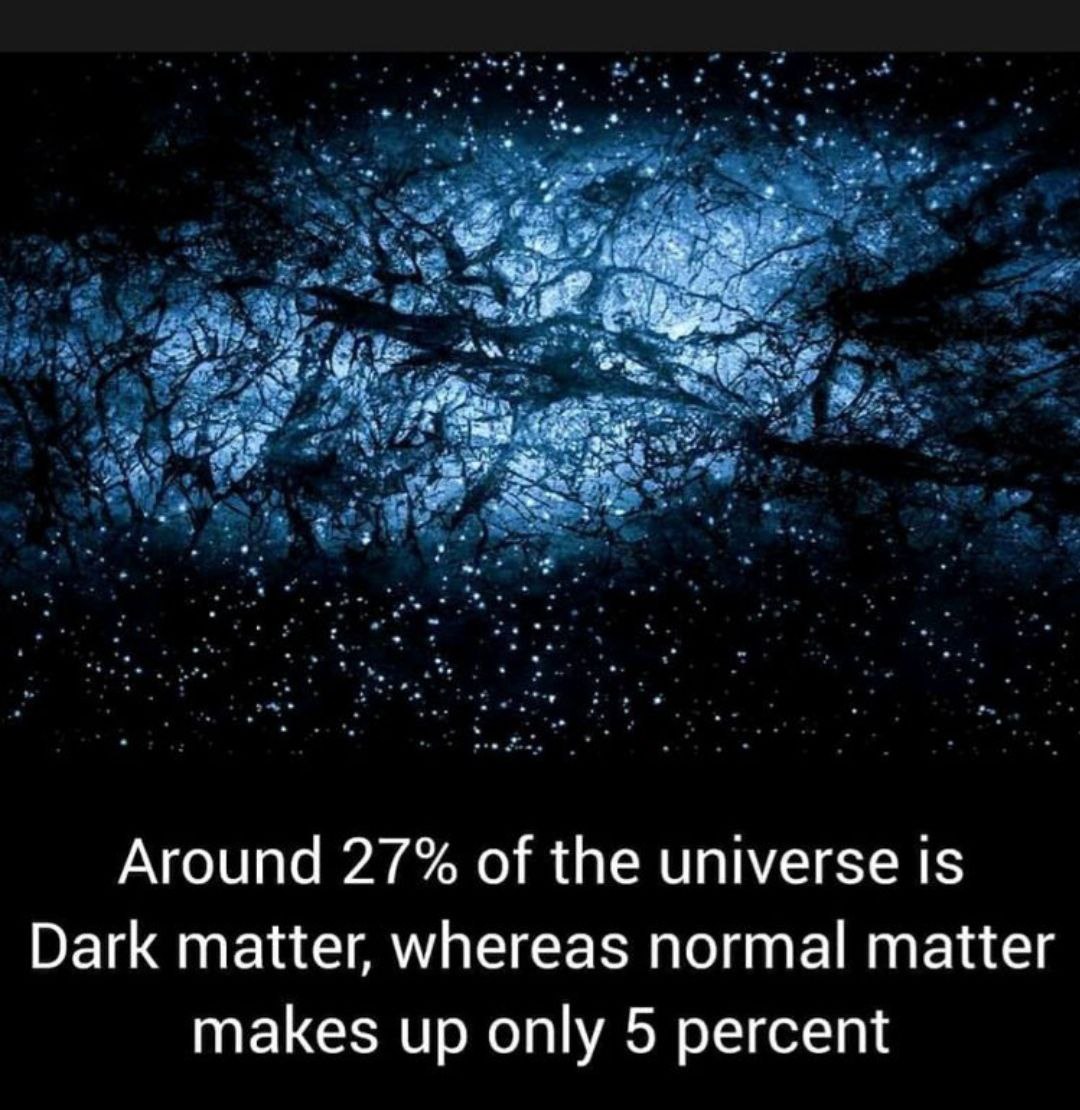 Around 27% of the universe is
Dark matter, whereas normal matter
makes up only 5 percent